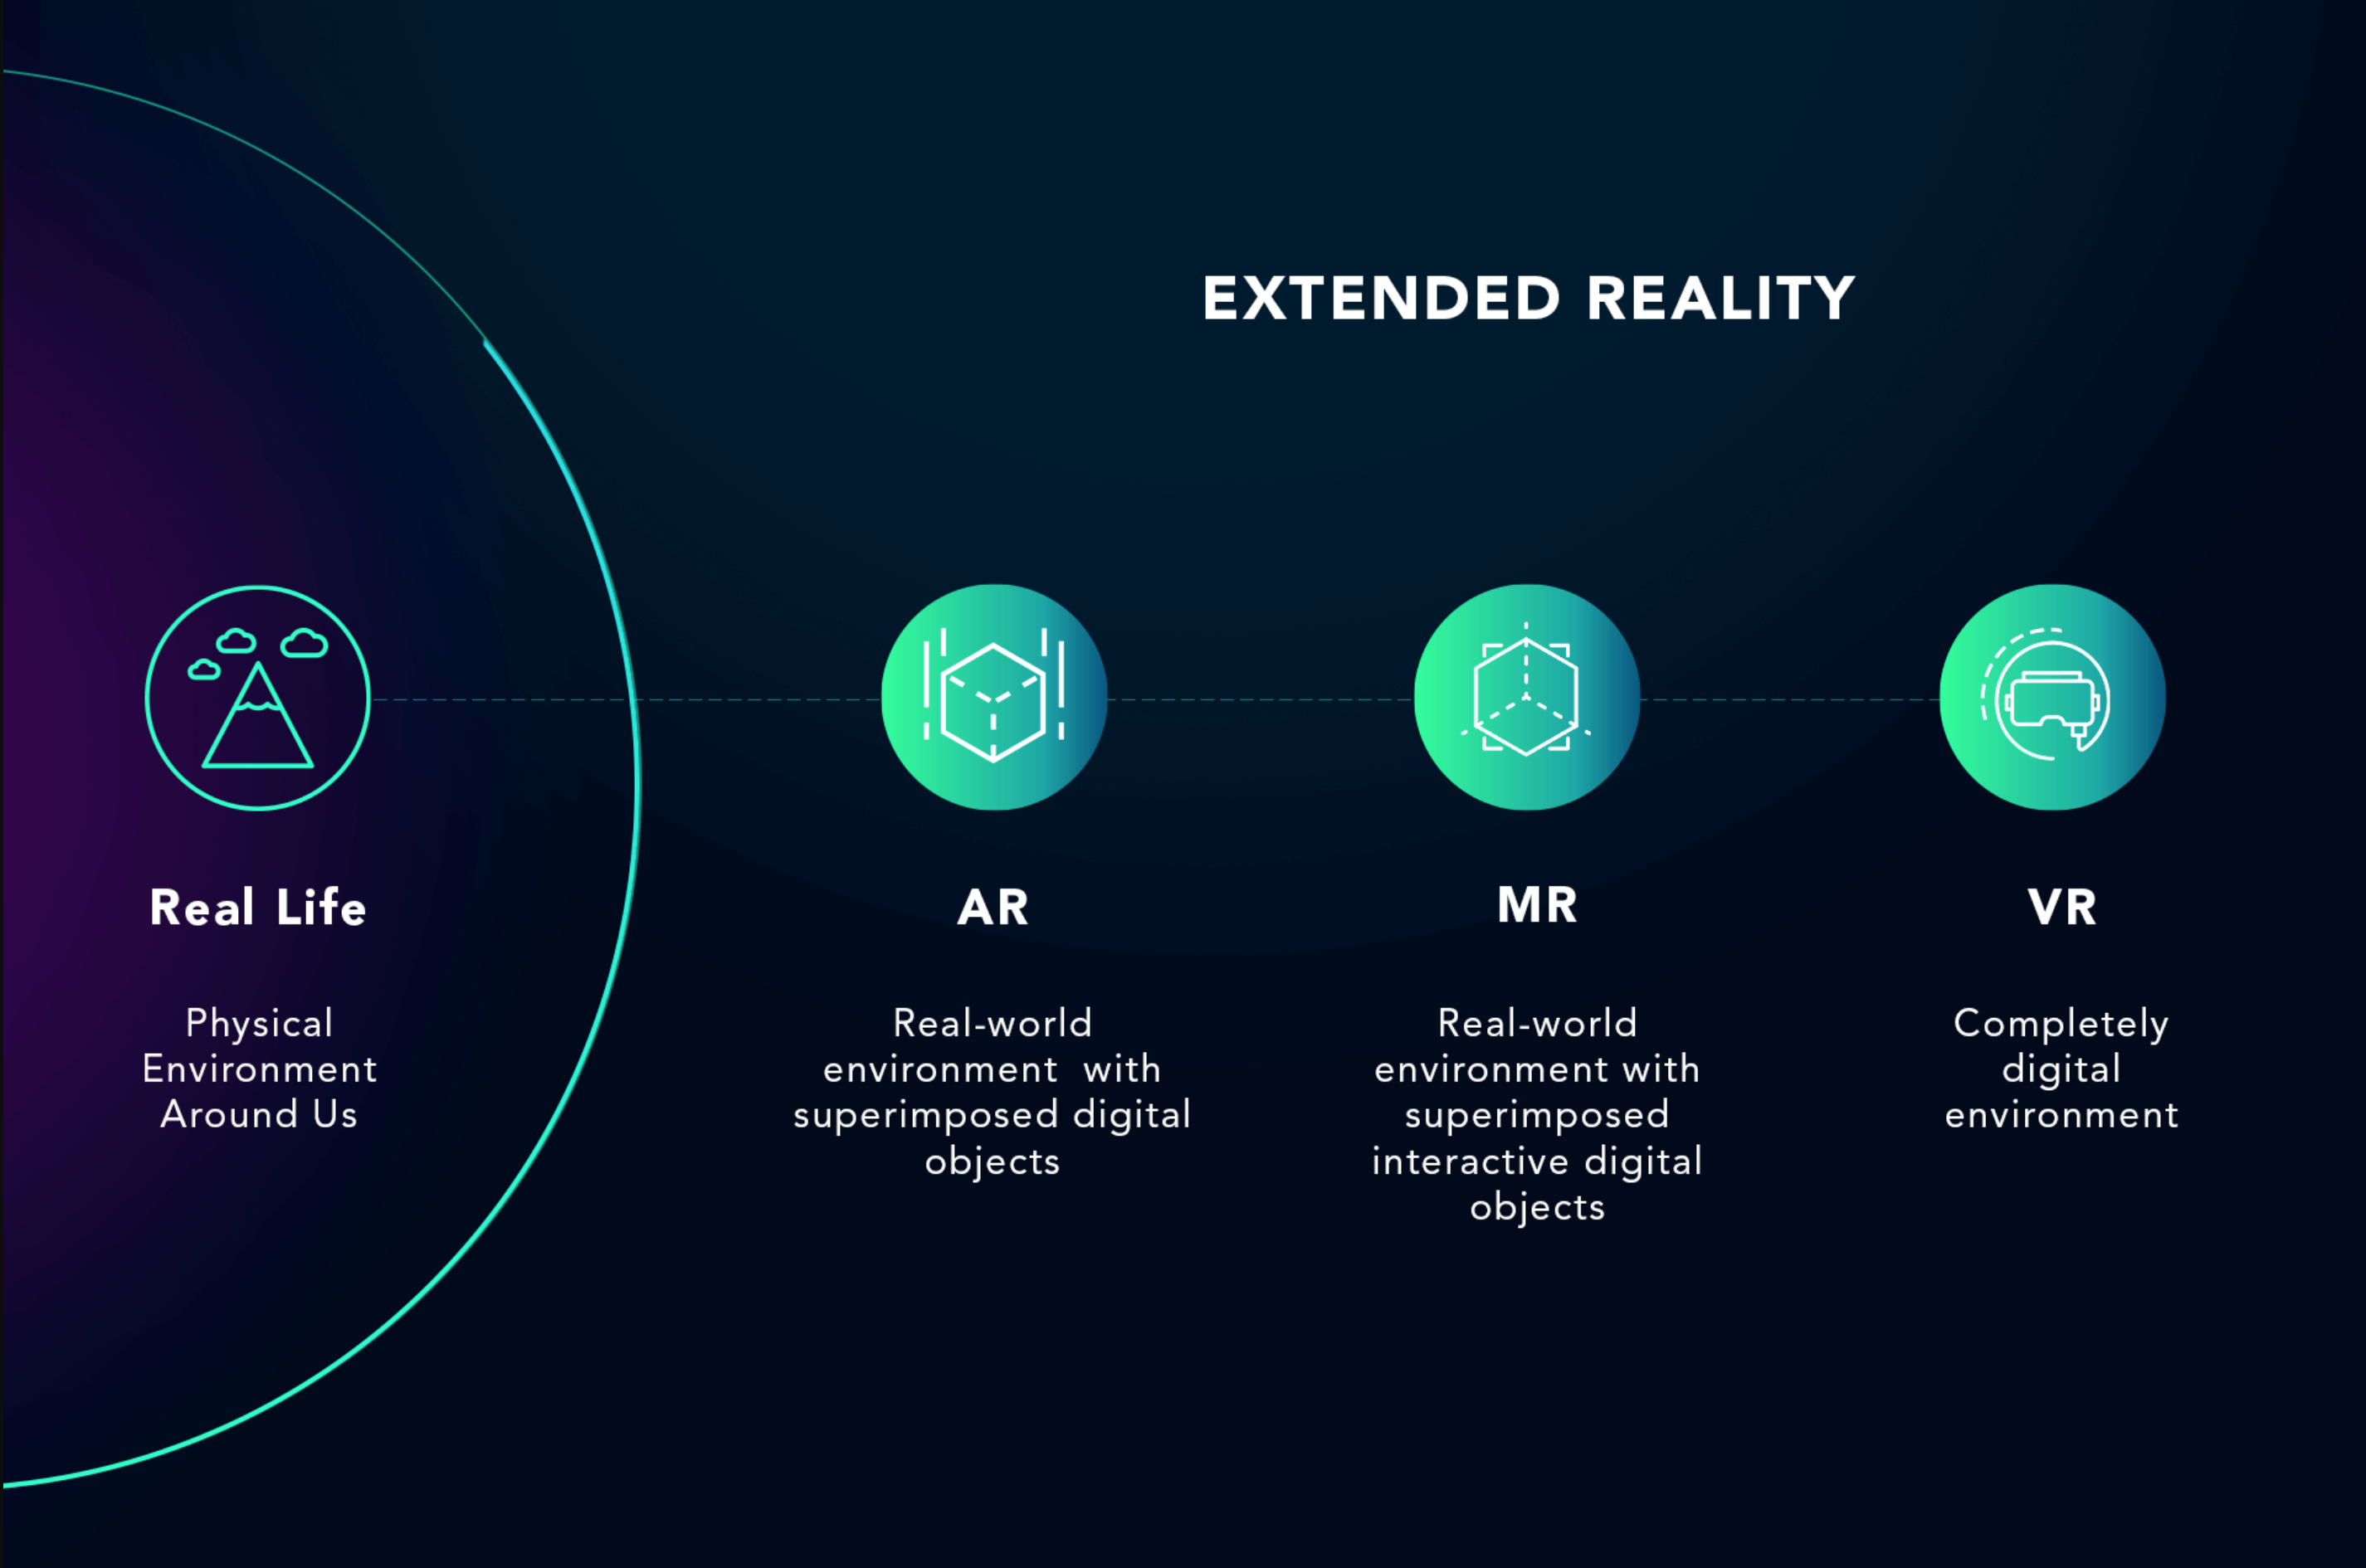 EXTENDED REALITY
Real Life
Physical
Environment
Around Us
AR
Real-world
environment  with
superimposed digital
objects
MR
Real-world
environment with
superimposed
interactive digital
objects
VR
Completely
digital
environment